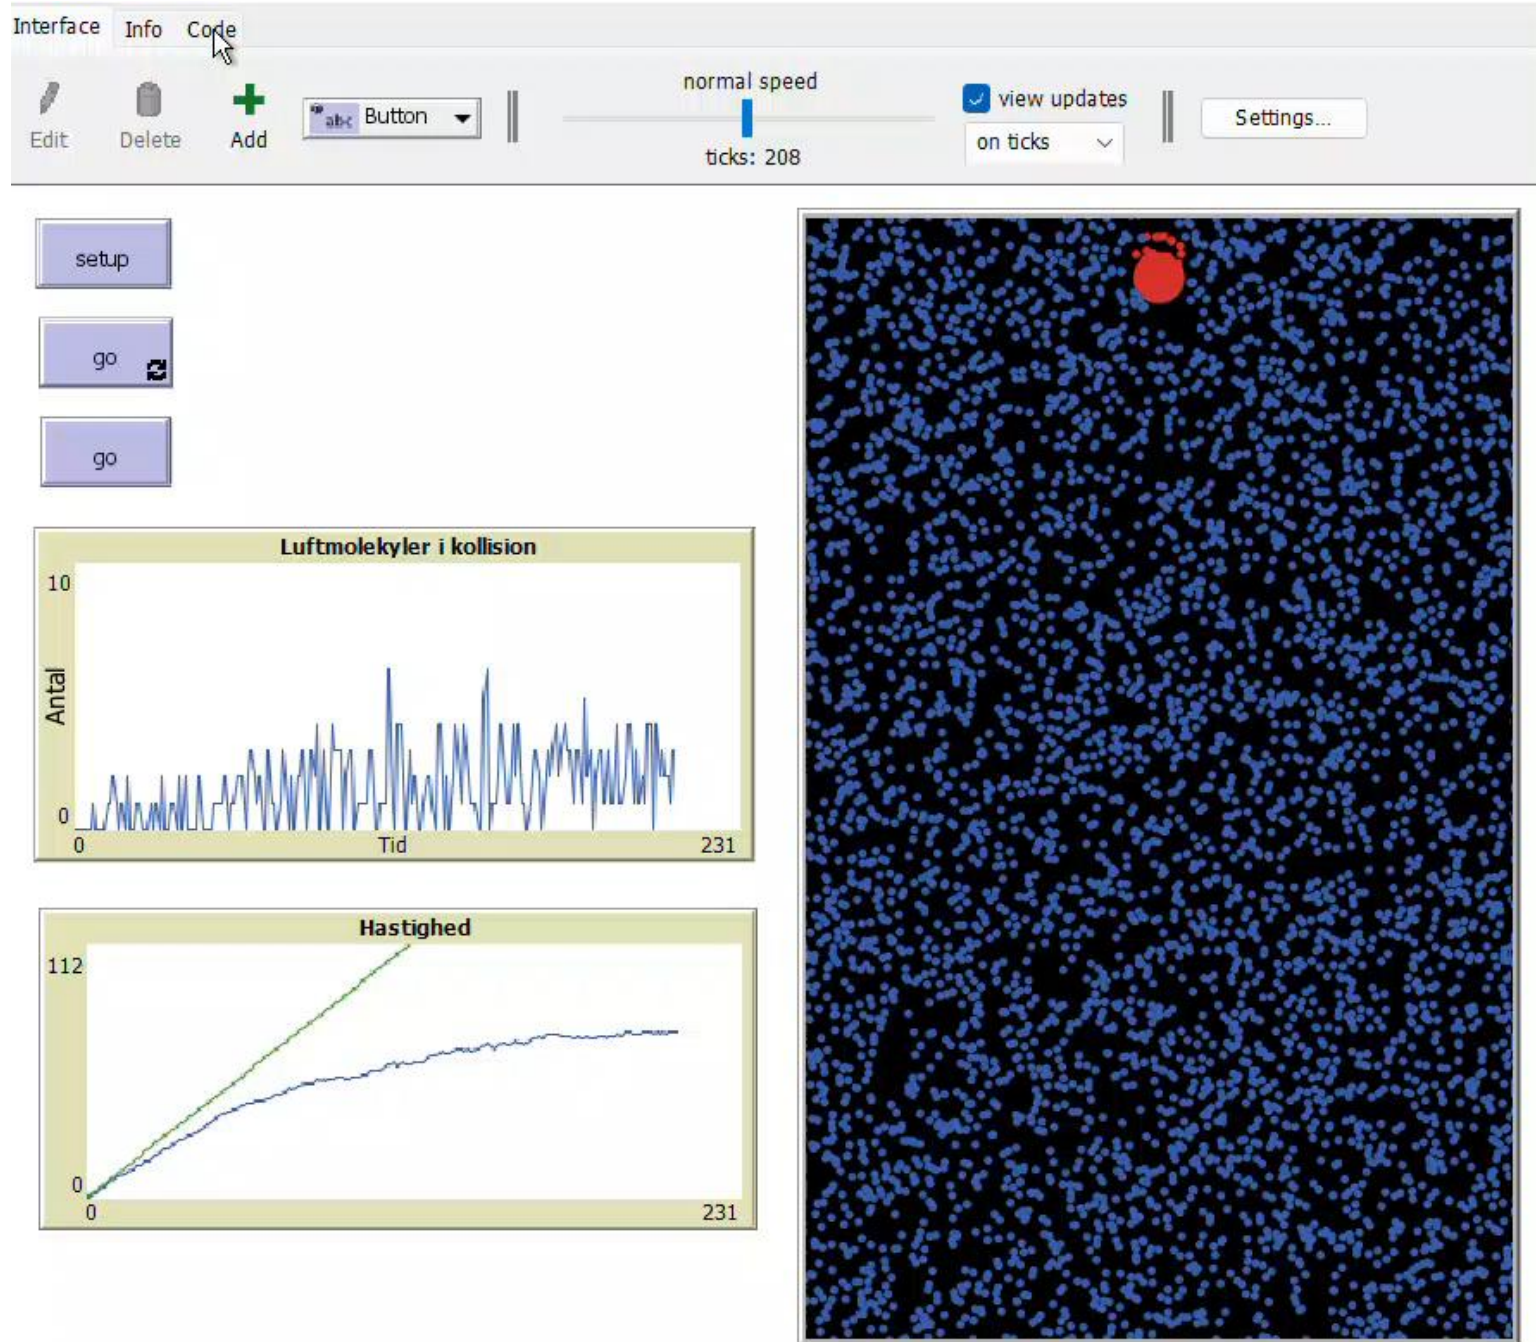 Interface Info Code
normal speed
view updates
Edit Delete Add
abc Button
ticks: 208
on ticks
Settings...
setup
go
go
Luftmolekyler i kollision
10
Antal
0
0 Tid 231
Hastighed
112
0
0 231